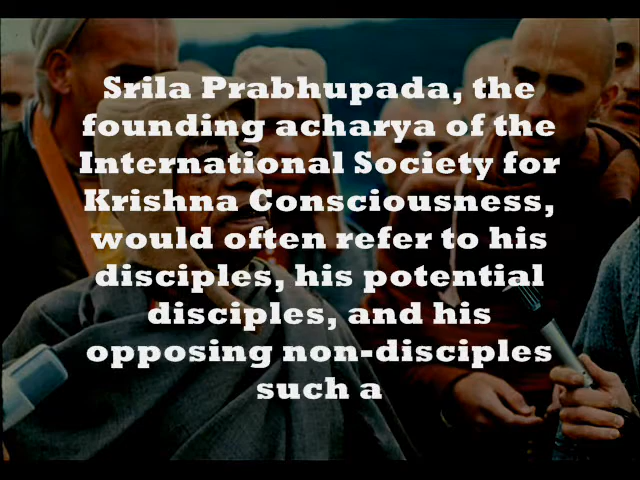 Srila Prabhupada, the
founding acharya of the
International Society for
Krishna Consciousness,
would often refer to his
disciples, his potential
disciples, and his
opposing non-disciples
such a